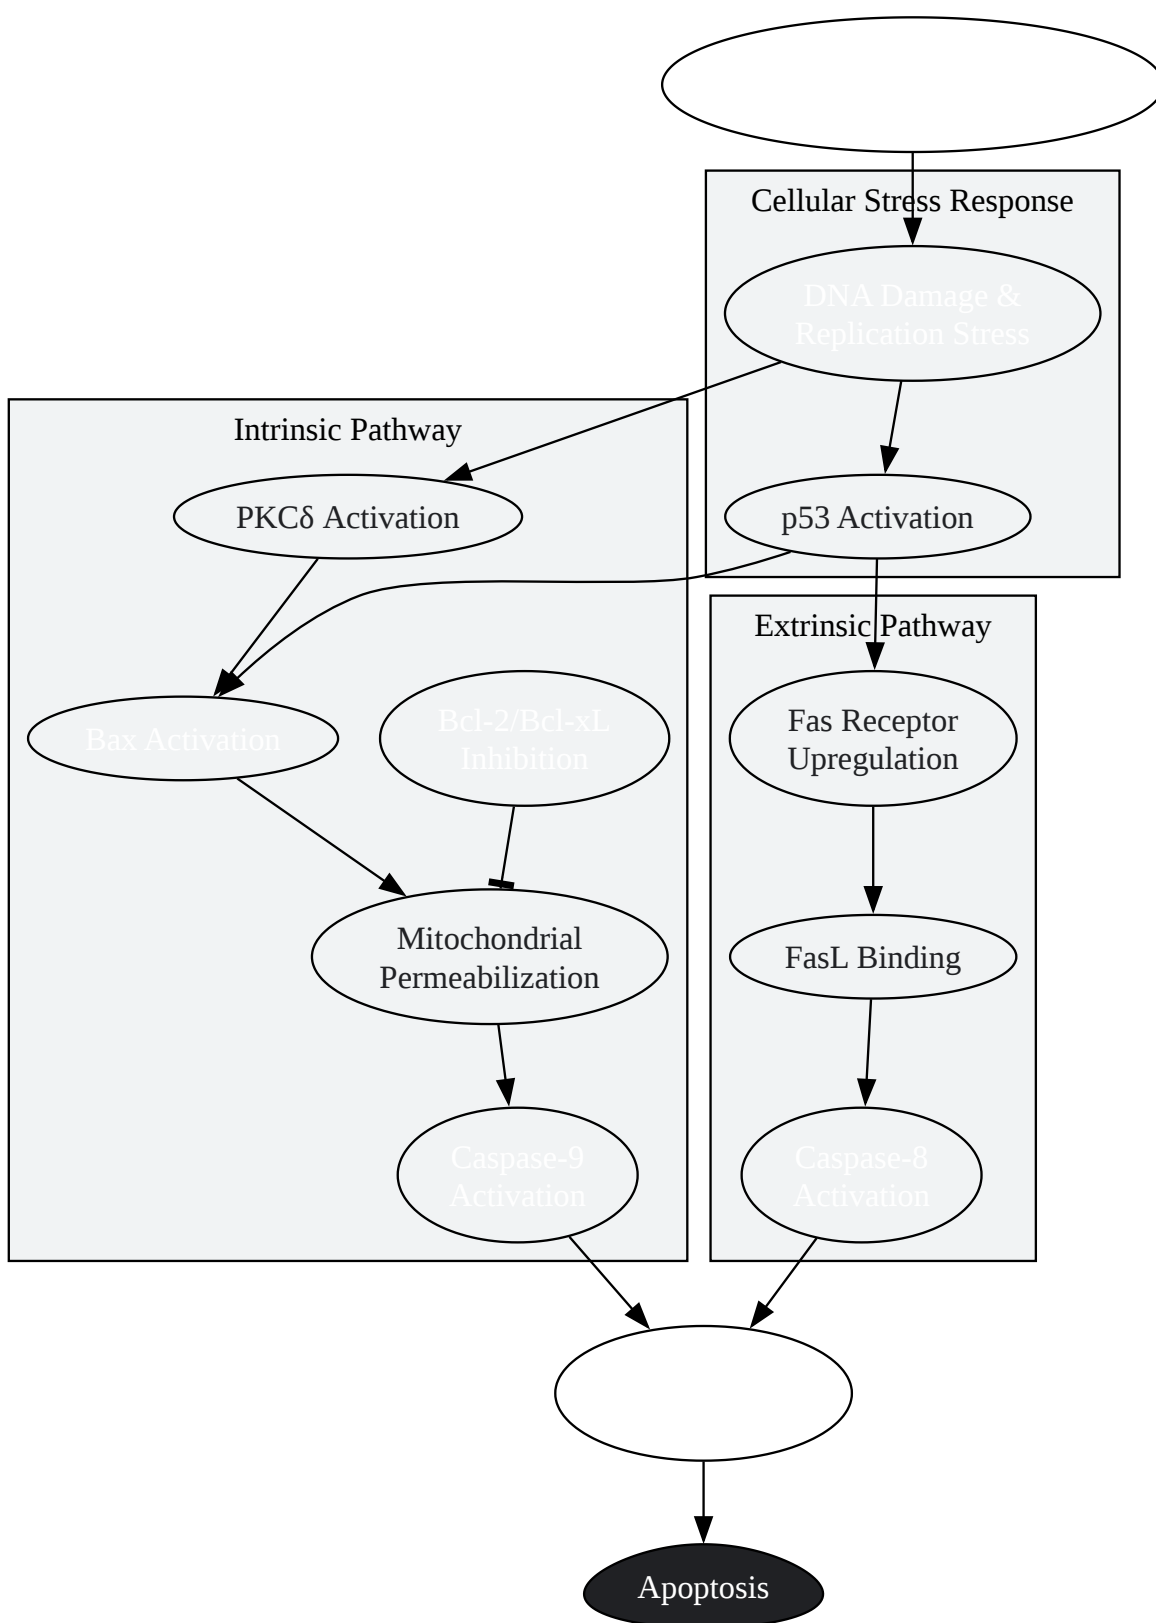 Cellular Stress Response
DNA Damage &
Replication Stress
Intrinsic Pathway
PKCδ Activation
p53 Activation
Extrinsic Pathway
Bax Activation
Bcl-2/Bcl-xL
Inhibition
Fas Receptor
Upregulation
Mitochondrial
Permeabilization
FasL Binding
Caspase-9
Activation
Caspase-8
Activation
Apoptosis